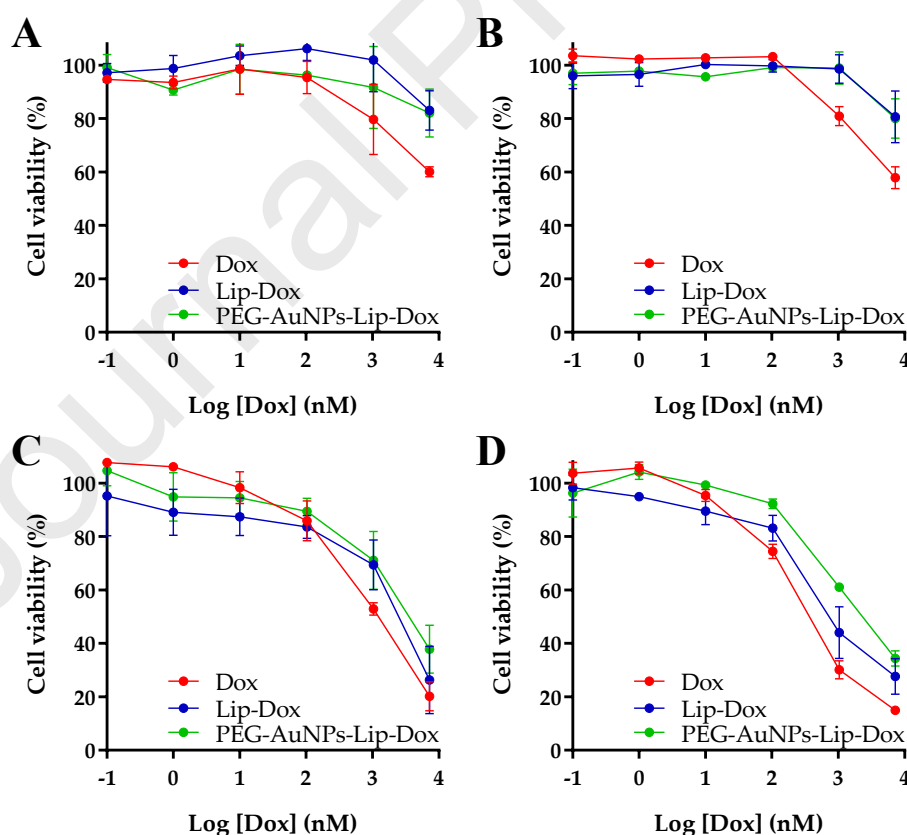 A
Cell viability (%)
100
80
60
40
20
0
Dox
Lip-Dox
PEG-AuNPs-Lip-Dox
-1 0 1 2 3 4
Log [Dox] (nM)
B
Cell viability (%)
100
80
60
40
20
0
Dox
Lip-Dox
PEG-AuNPs-Lip-Dox
-1 0 1 2 3 4
Log [Dox] (nM)
C
Cell viability (%)
100
80
60
40
20
0
Dox
Lip-Dox
PEG-AuNPs-Lip-Dox
-1 0 1 2 3 4
Log [Dox] (nM)
D
Cell viability (%)
100
80
60
40
20
0
Dox
Lip-Dox
PEG-AuNPs-Lip-Dox
-1 0 1 2 3 4
Log [Dox] (nM)
Journal Pr